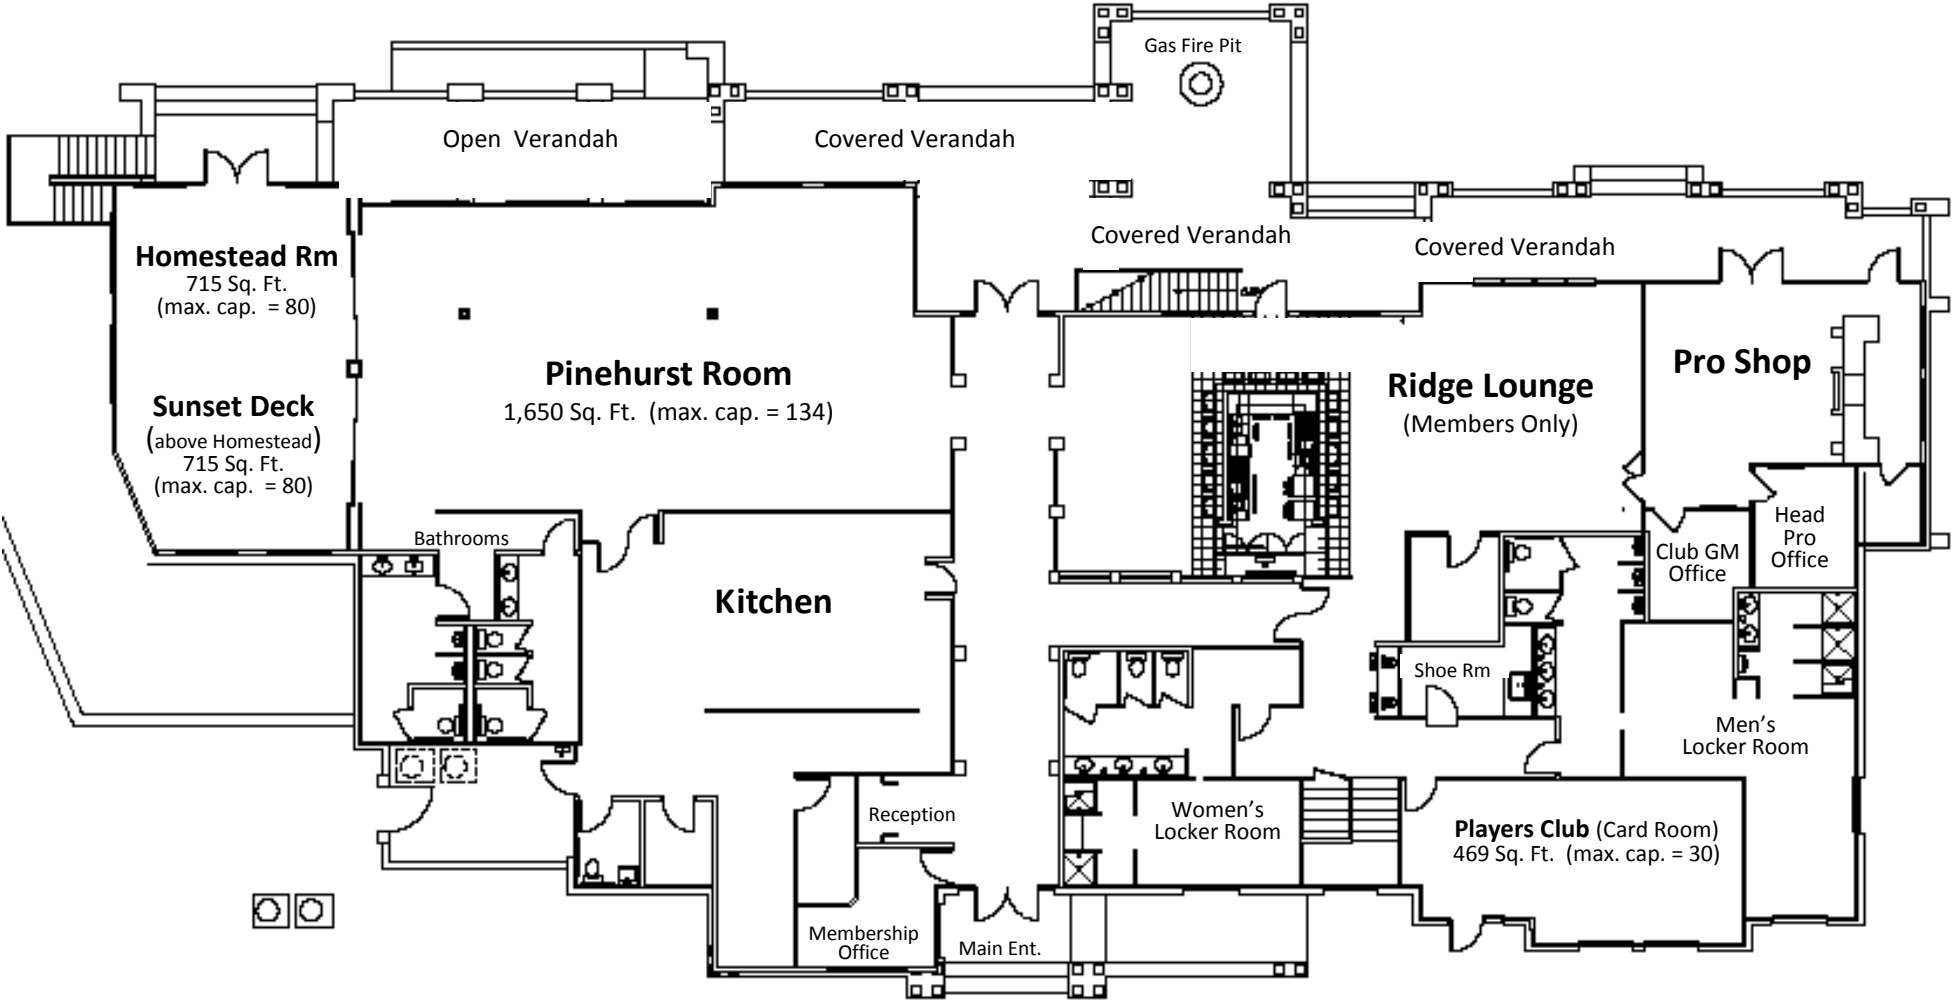 Gas Fire Pit
Open Verandah
Covered Verandah
Covered Verandah
Covered Verandah
Homestead Rm
715 Sq. Ft.
(max. cap. = 80)
Sunset Deck
(above Homestead)
715 Sq. Ft.
(max. cap. = 80)
Pinehurst Room
1,650 Sq. Ft. (max. cap. = 134)
Ridge Lounge
(Members Only)
Pro Shop
Bathrooms
Kitchen
Club GM
Office
Head
Pro
Office
Shoe Rm
Men's
Locker Room
Reception
Women's
Locker Room
Players Club (Card Room)
469 Sq. Ft. (max. cap. = 30)
Membership
Office
Main Ent.